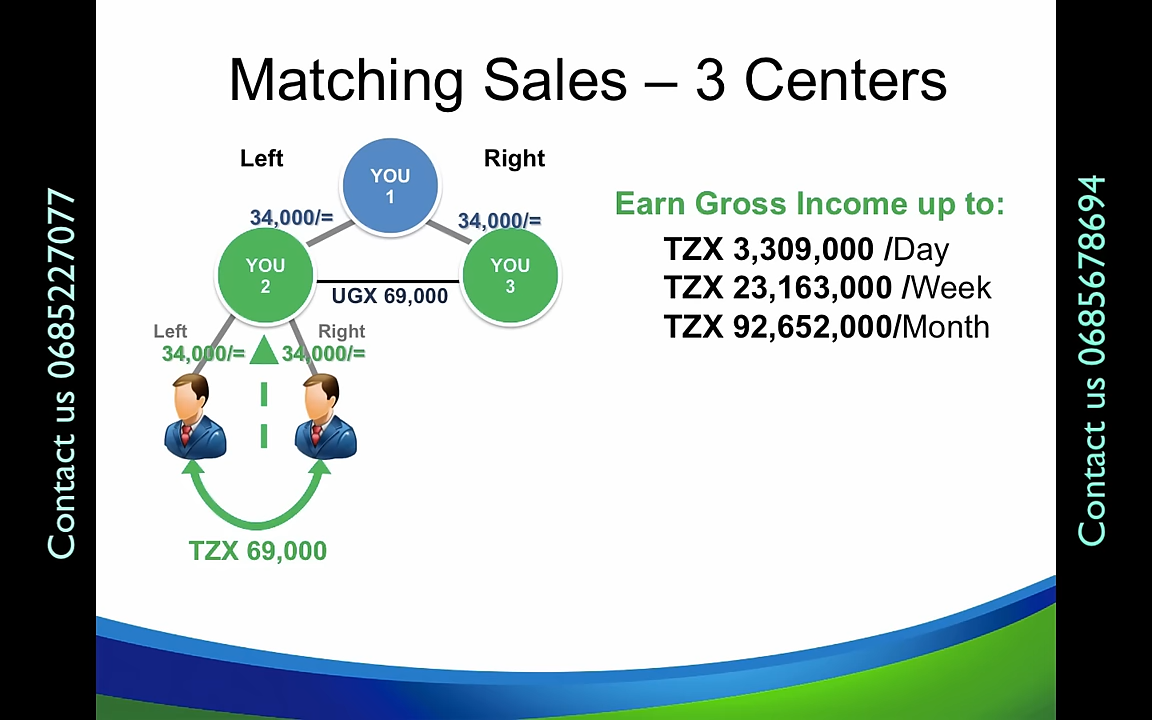 Matching Sales – 3 Centers
Left
Right
YOU
1
34,000/=
34,000/=
YOU
2
YOU
3
UGX 69,000
Left
Right
34,000/=
34,000/=
TZX 69,000
Earn Gross Income up to:
TZX 3,309,000 /Day
TZX 23,163,000 /Week
TZX 92,652,000/Month
Contact us 0685227077
Contact us 0685678694